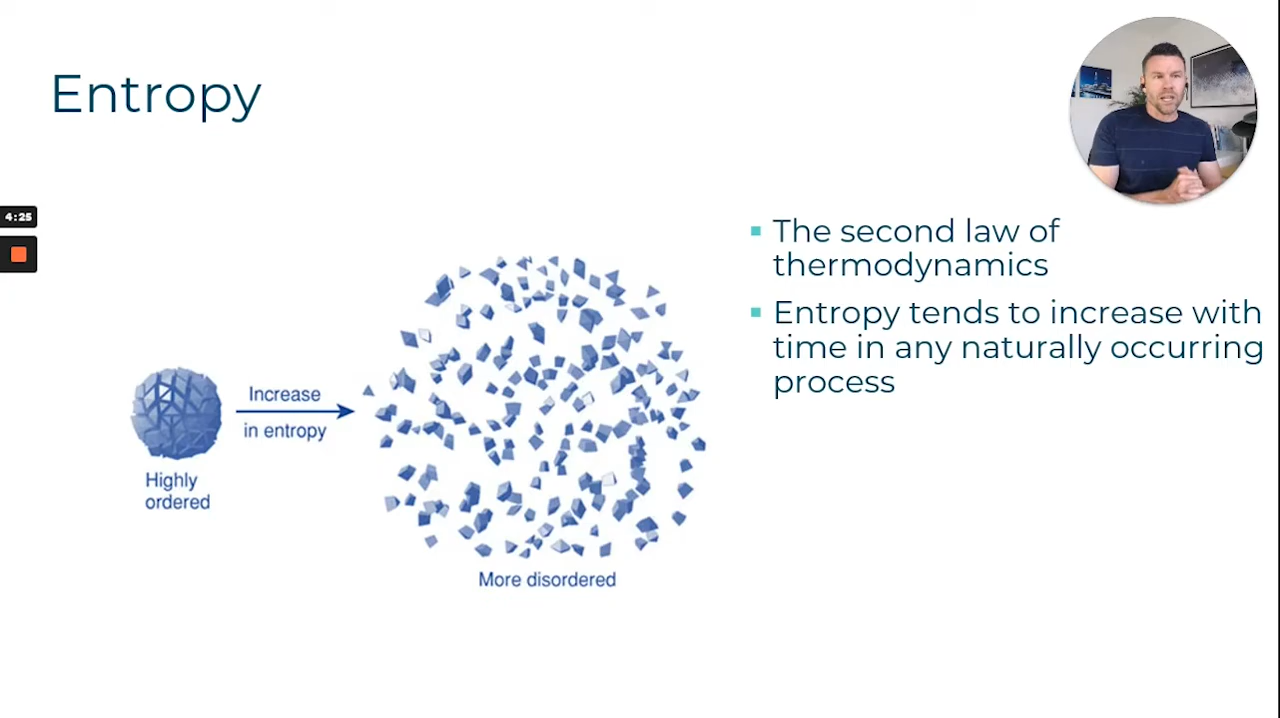 Entropy
4:25
The second law of
thermodynamics
Entropy tends to increase with
time in any naturally occurring
process
Increase
in entropy
Highly
ordered
More disordered